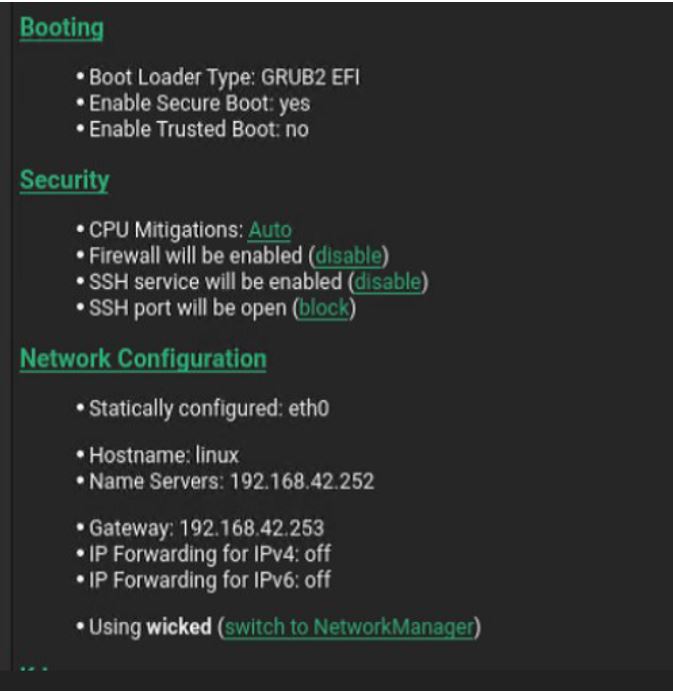 Booting
• Boot Loader Type: GRUB2 EFI
• Enable Secure Boot: yes
• Enable Trusted Boot: no
Security
• CPU Mitigations: Auto
• Firewall will be enabled (disable)
• SSH service will be enabled (disable)
• SSH port will be open (block)
Network Configuration
• Statically configured: eth0
• Hostname: linux
• Name Servers: 192.168.42.252
• Gateway: 192.168.42.253
• IP Forwarding for IPv4: off
• IP Forwarding for IPv6: off
• Using wicked (switch to NetworkManager)